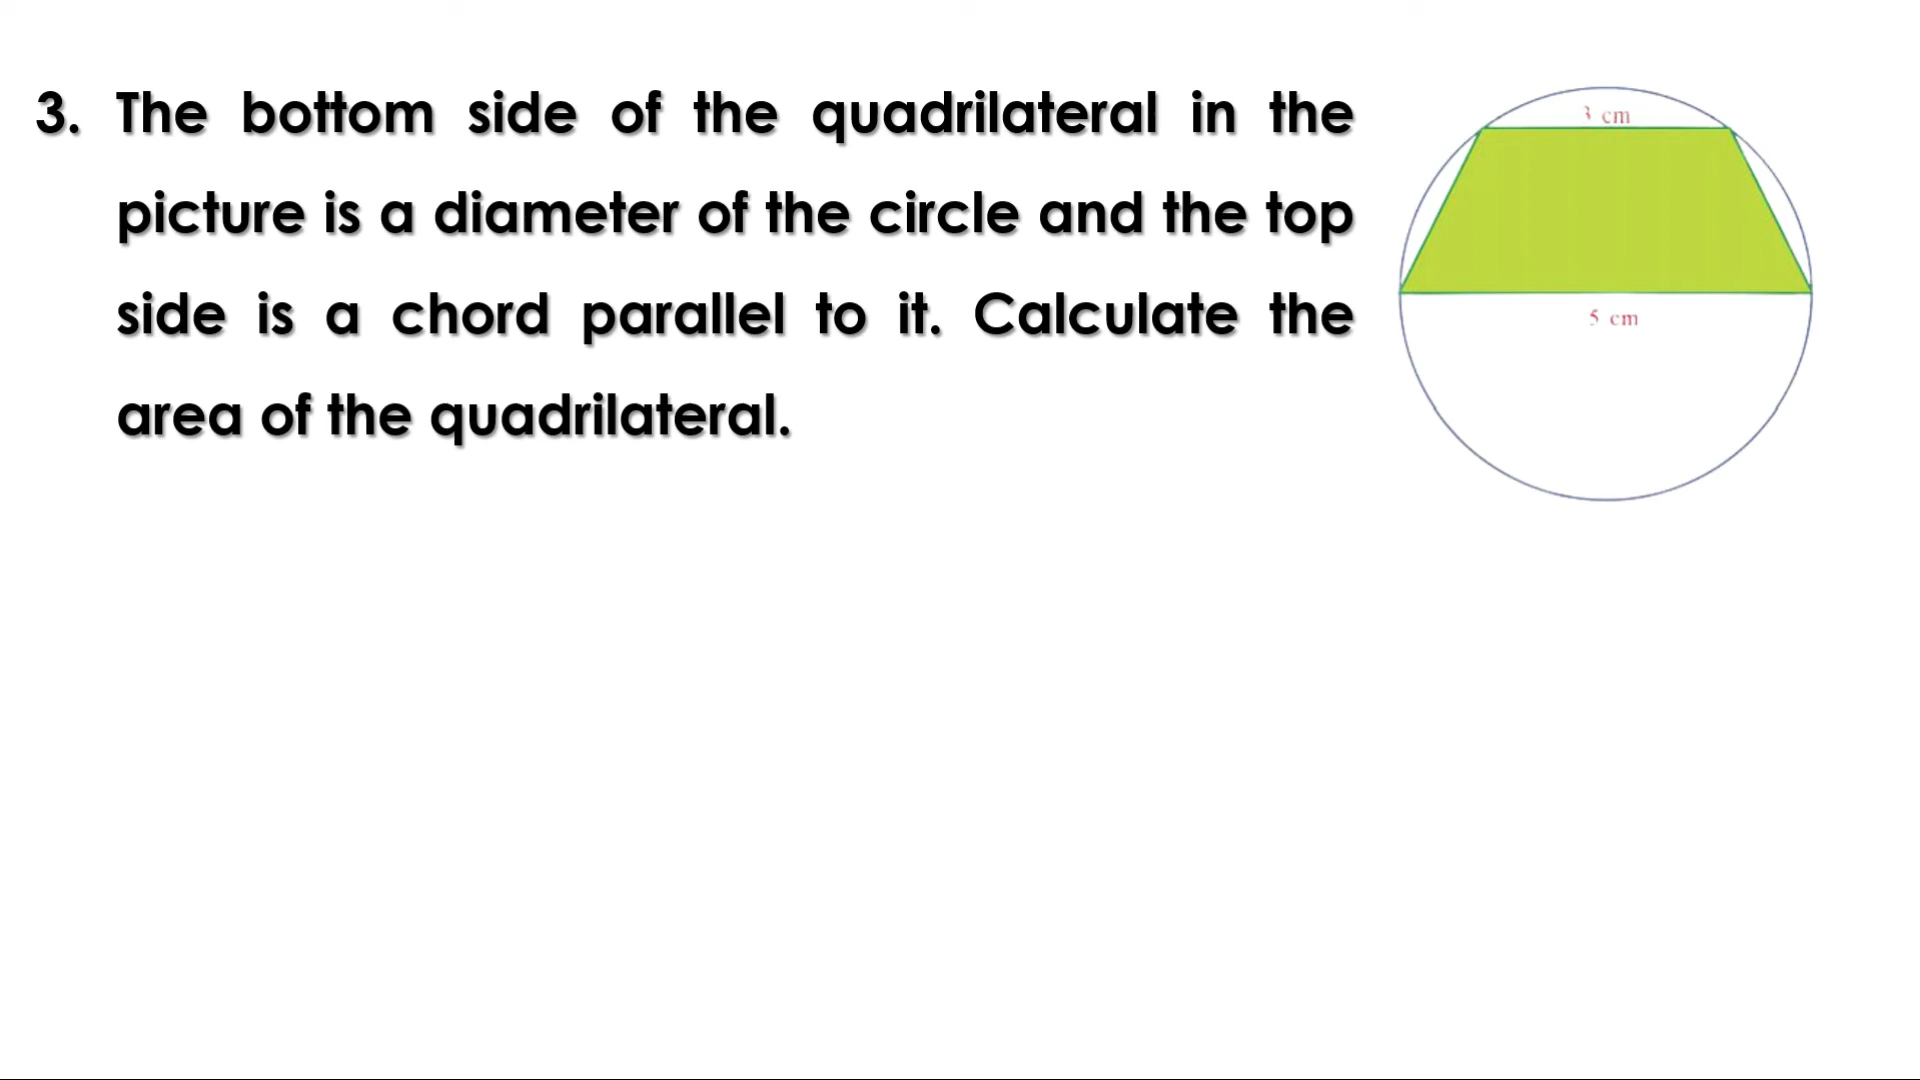 3. The bottom side of the quadrilateral in the
picture is a diameter of the circle and the top
side is a chord parallel to it. Calculate the
area of the quadrilateral.
3 cm
5 cm